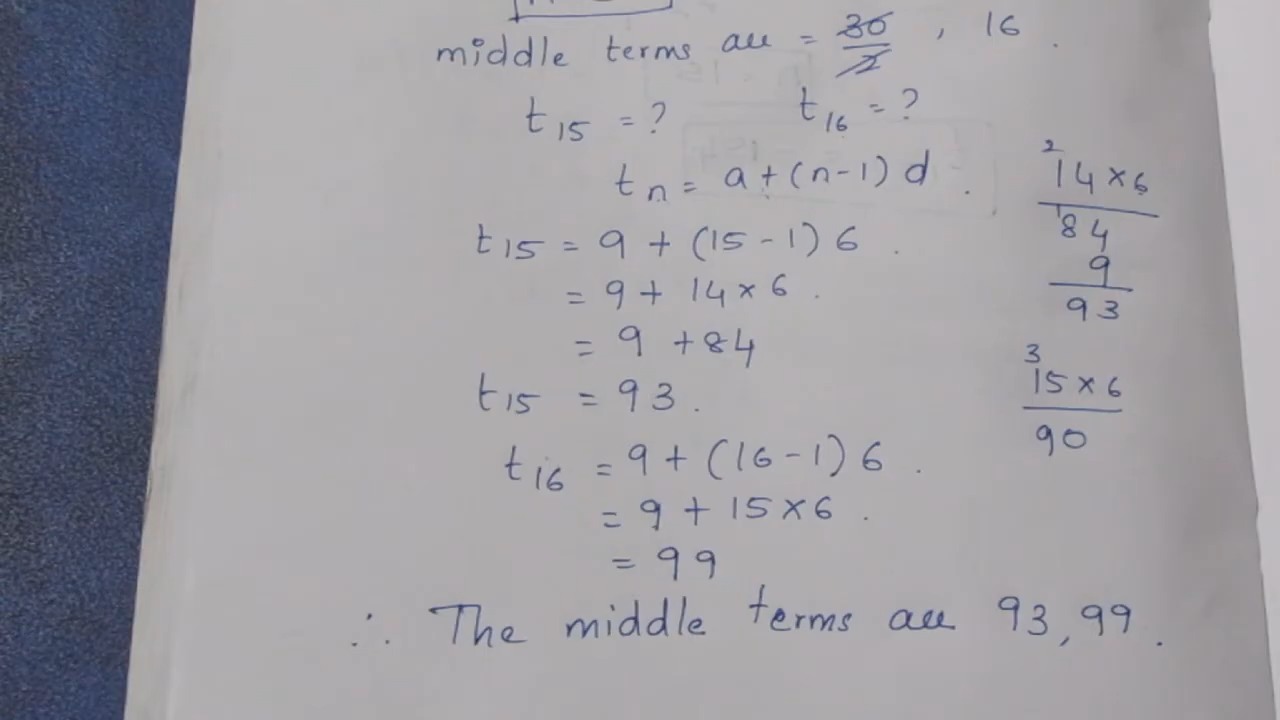 middle terms are = 30/2 , 16 .
t15 = ? t16 = ?
tn = a + (n-1) d .
t15 = 9 + (15 - 1) 6 .
= 9 + 14 × 6 .
= 9 + 84
t15 = 93 .
t16 = 9 + (16 - 1) 6 .
= 9 + 15 × 6 .
= 99
∴ The middle terms are 93, 99 .
2
14 × 6
1
84
9
93
3
15 × 6
90